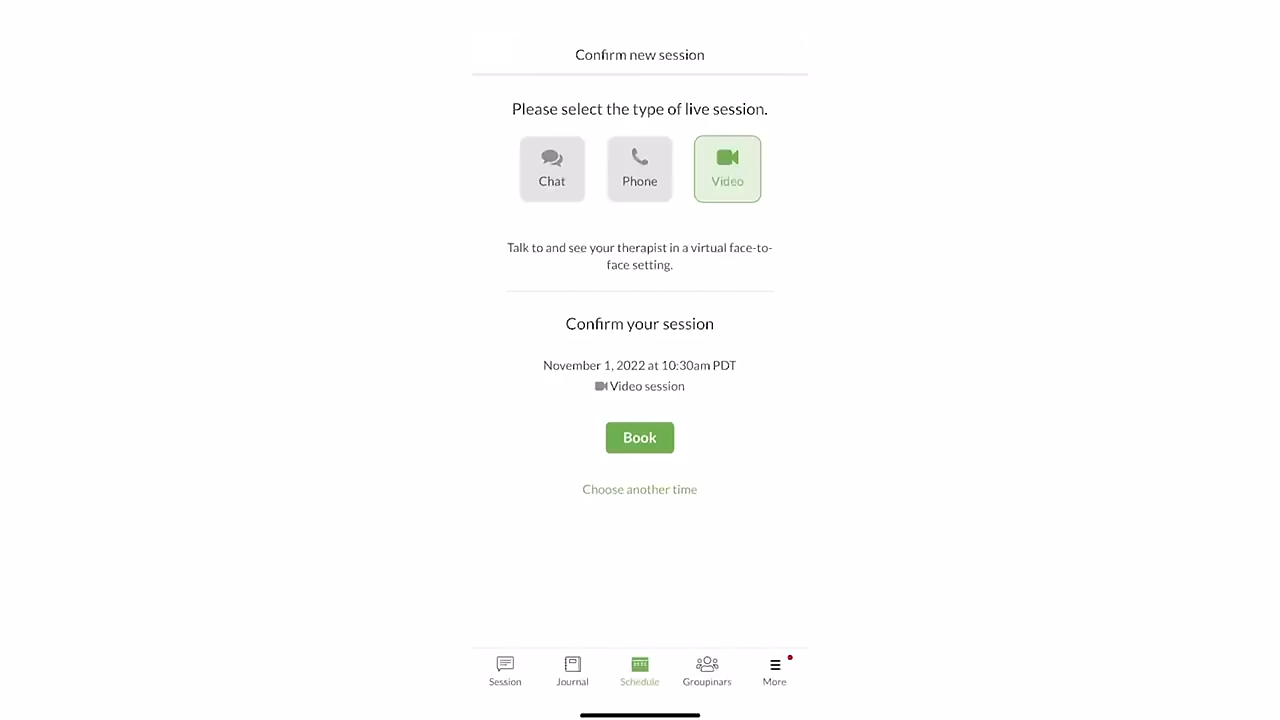 Confirm new session
Please select the type of live session.
Chat
Phone
Video
Talk to and see your therapist in a virtual face-to-
face setting.
Confirm your session
November 1, 2022 at 10:30am PDT
Video session
Book
Choose another time
Session
Journal
Schedule
Groupinars
More